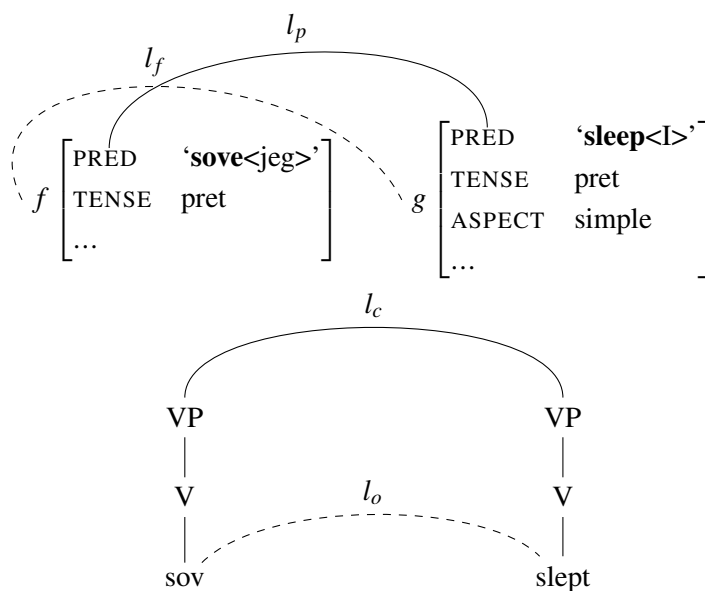 l_p
l_f
f [PRED ‘sove<jeg>’ TENSE pret …]
g [PRED ‘sleep<I>’ TENSE pret ASPECT simple …]
l_c
VP VP
V V
l_o
sov slept